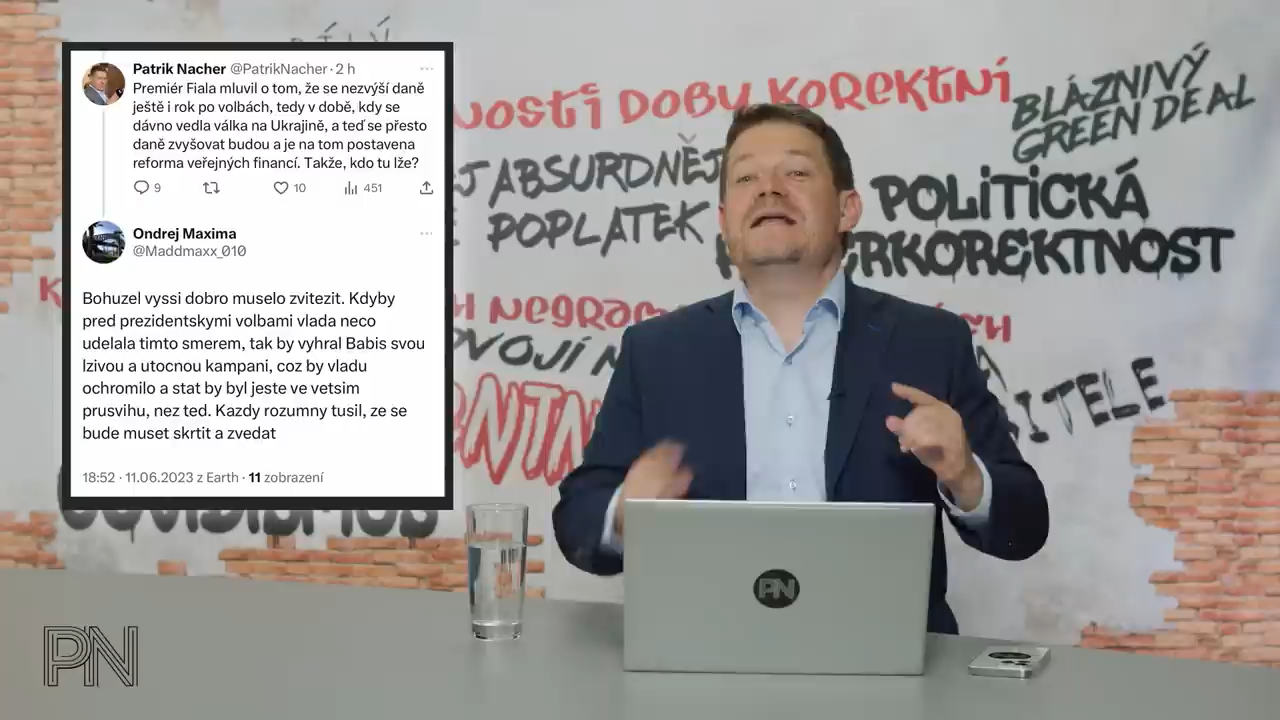 Patrik Nacher @PatrikNacher · 2 h
Premiér Fiala mluvil o tom, že se nezvýší daně
ještě i rok po volbách, tedy v době, kdy se
dávno vedla válka na Ukrajině, a teď se přesto
daně zvyšovat budou a je na tom postavena
reforma veřejných financí. Takže, kdo tu lže?
9 10 451
Ondrej Maxima
@Maddmaxx_010
Bohuzel vyssi dobro muselo zvitezit. Kdyby
pred prezidentskymi volbami vlada neco
udelala timto smerem, tak by vyhral Babis svou
lzivou a utocnou kampani, coz by vladu
ochromilo a stat by byl jeste ve vetsim
prusvihu, nez ted. Kazdy rozumny tusil, ze se
bude muset skrtit a zvedat
18:52 · 11.06.2023 z Earth · 11 zobrazení
DOBY KOREKTNÍ
BLÁZNIVÝ
GREEN DEAL
ABSURDNĚJ
POPLATEK
POLITICKÁ
PN
PN